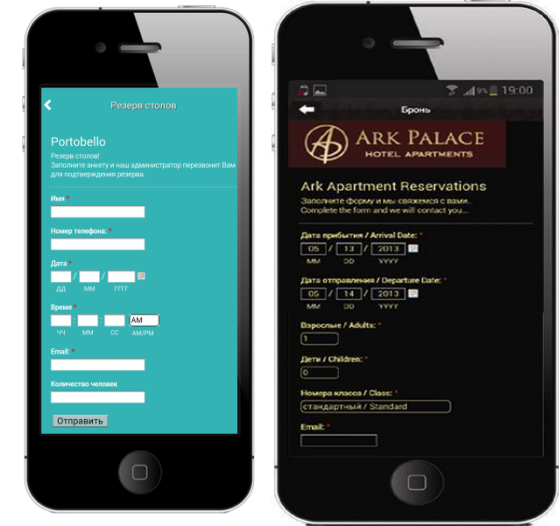 Резерв столов
Portobello
Резерв столов!
Заполните анкету и наш администратор перезвонит Вам
для подтверждения резерва.
Имя *
Номер телефона: *
Дата *
/ /
ДД ММ ГГГГ
Время *
: : AM
ЧЧ ММ СС AM/PM
Email: *
Количество человек
Отправить
9% 19:00
Бронь
ARK PALACE
HOTEL APARTMENTS
Ark Apartment Reservations
Заполните форму и мы свяжемся с вами.
Complete the form and we will contact you...
Дата прибытия / Arrival Date: *
05 / 13 / 2013
MM DD YYYY
Дата отправления / Departure Date: *
05 / 14 / 2013
MM DD YYYY
Взрослые / Adults: *
1
Дети / Children: *
0
Номера класса / Class: *
стандартный / Standard
Email: *